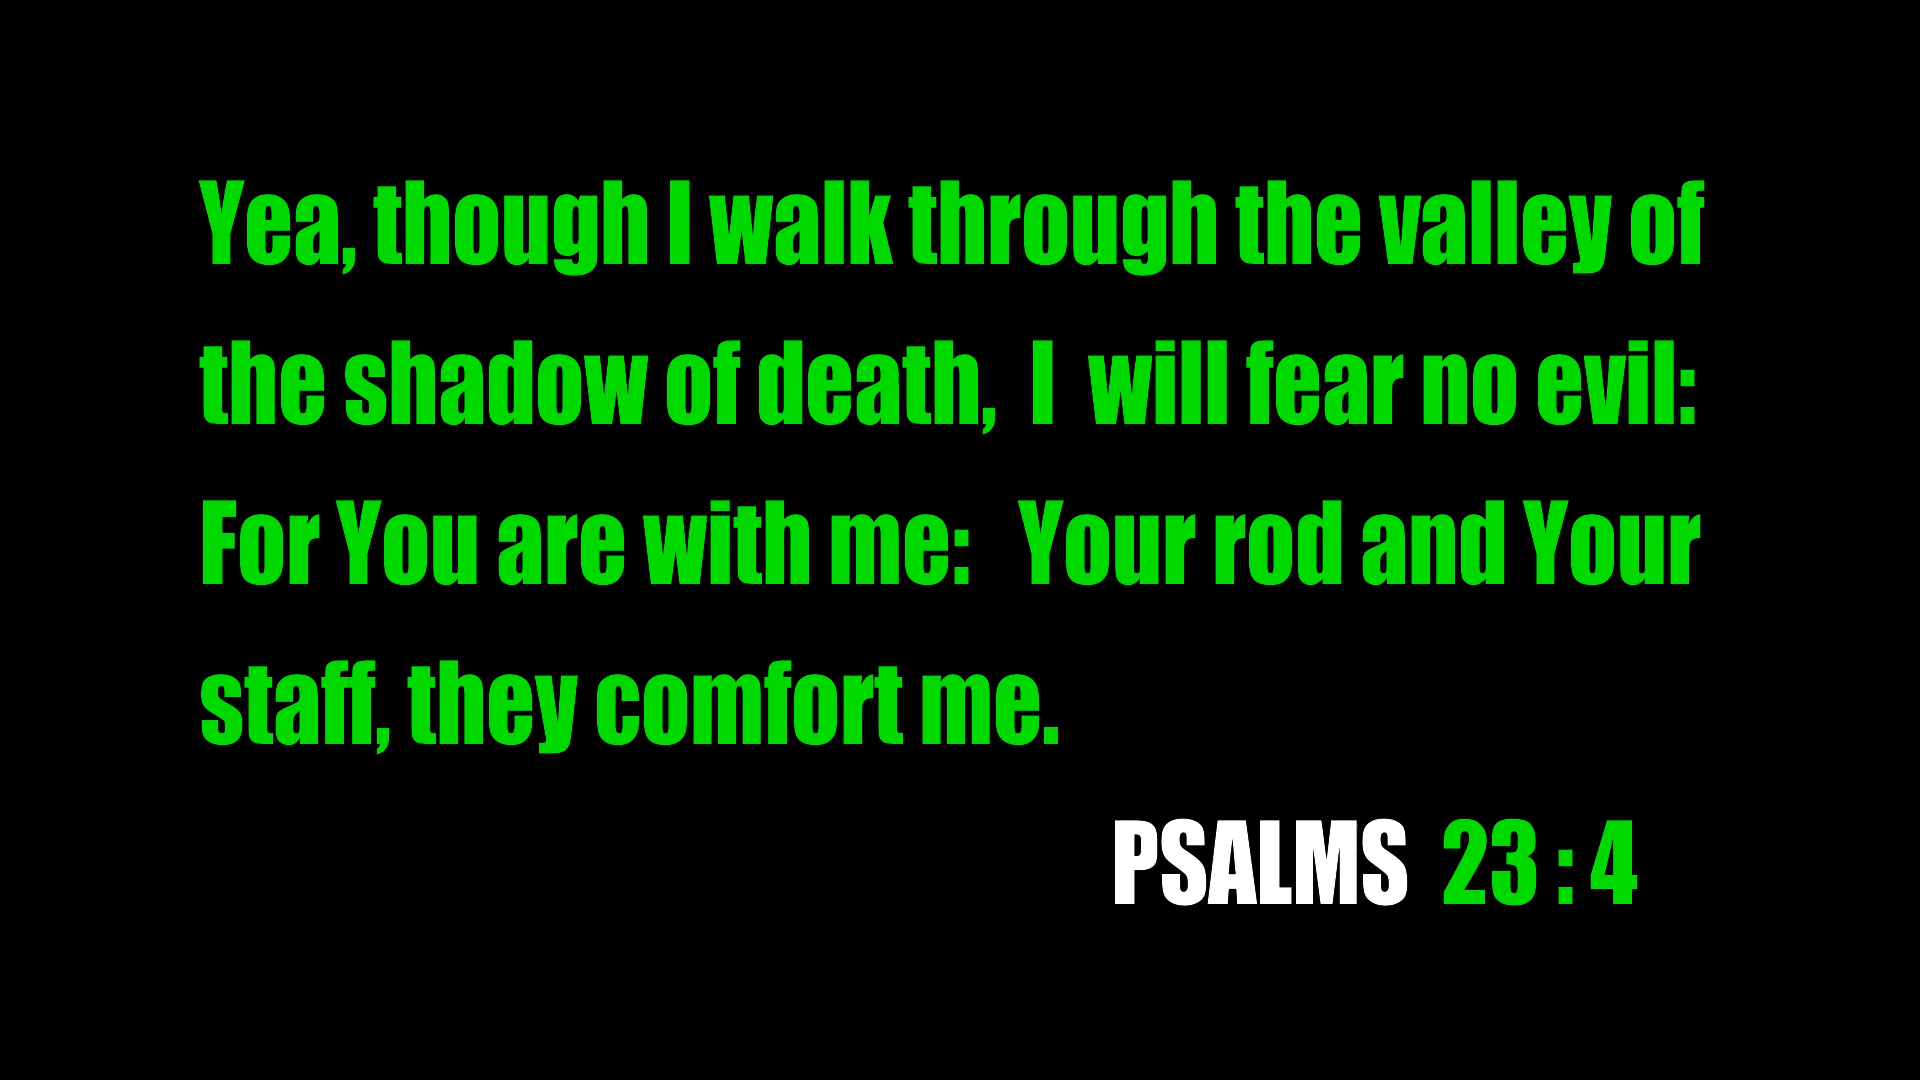 Yea, though I walk through the valley of
the shadow of death, I will fear no evil:
For You are with me: Your rod and Your
staff, they comfort me.
PSALMS 23 : 4